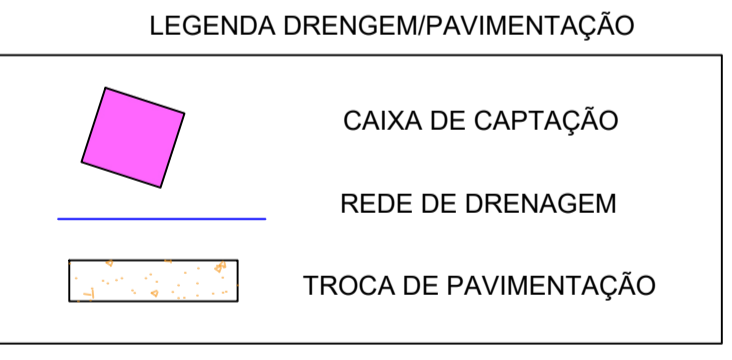 LEGENDA DRENGEM/PAVIMENTAÇÃO
CAIXA DE CAPTAÇÃO
REDE DE DRENAGEM
TROCA DE PAVIMENTAÇÃO